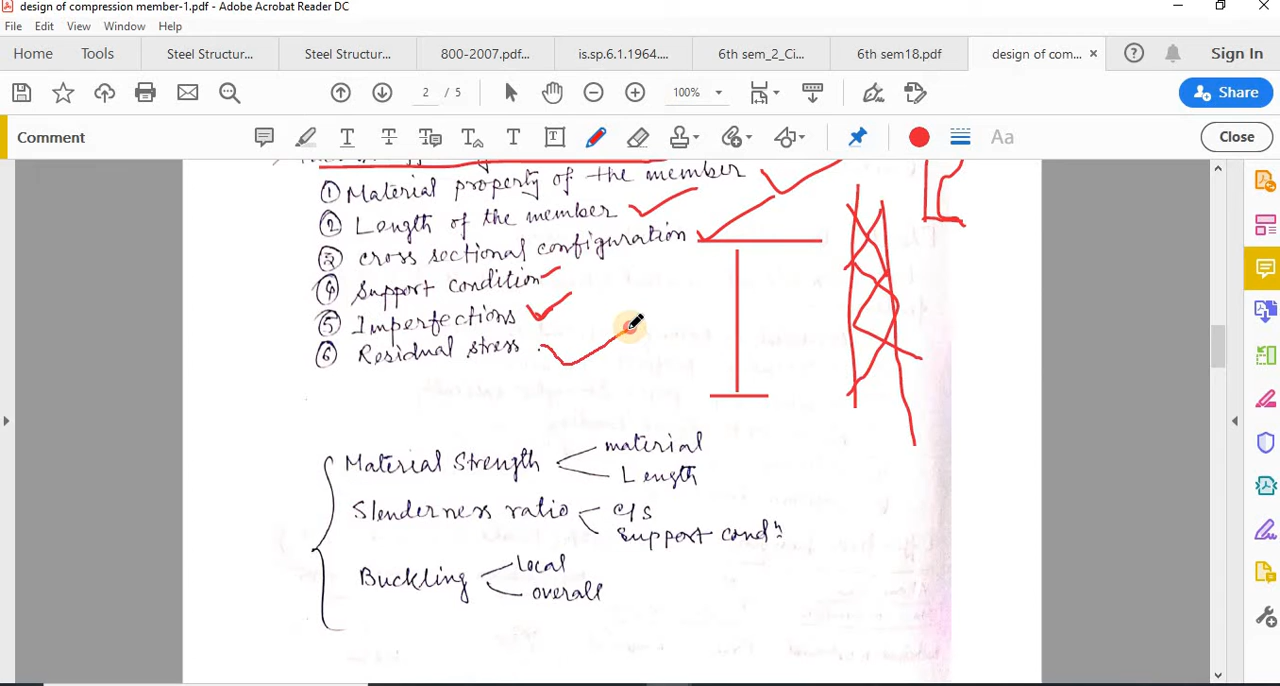 design of compression member-1.pdf - Adobe Acrobat Reader DC
File Edit View Window Help
Home Tools Steel Structur... Steel Structur... 800-2007.pdf... is.sp.6.1.1964.... 6th sem_2_Ci... 6th sem18.pdf design of com... × Sign In
2 / 5 100% Share
Comment Close
① Material property of the member
② Length of the member
③ cross sectional configuration
④ Support condition
⑤ Imperfections
⑥ Residual stress.
Material Strength material
Length
Slenderness ratio c/s
Support condⁿ
Buckling local
overall